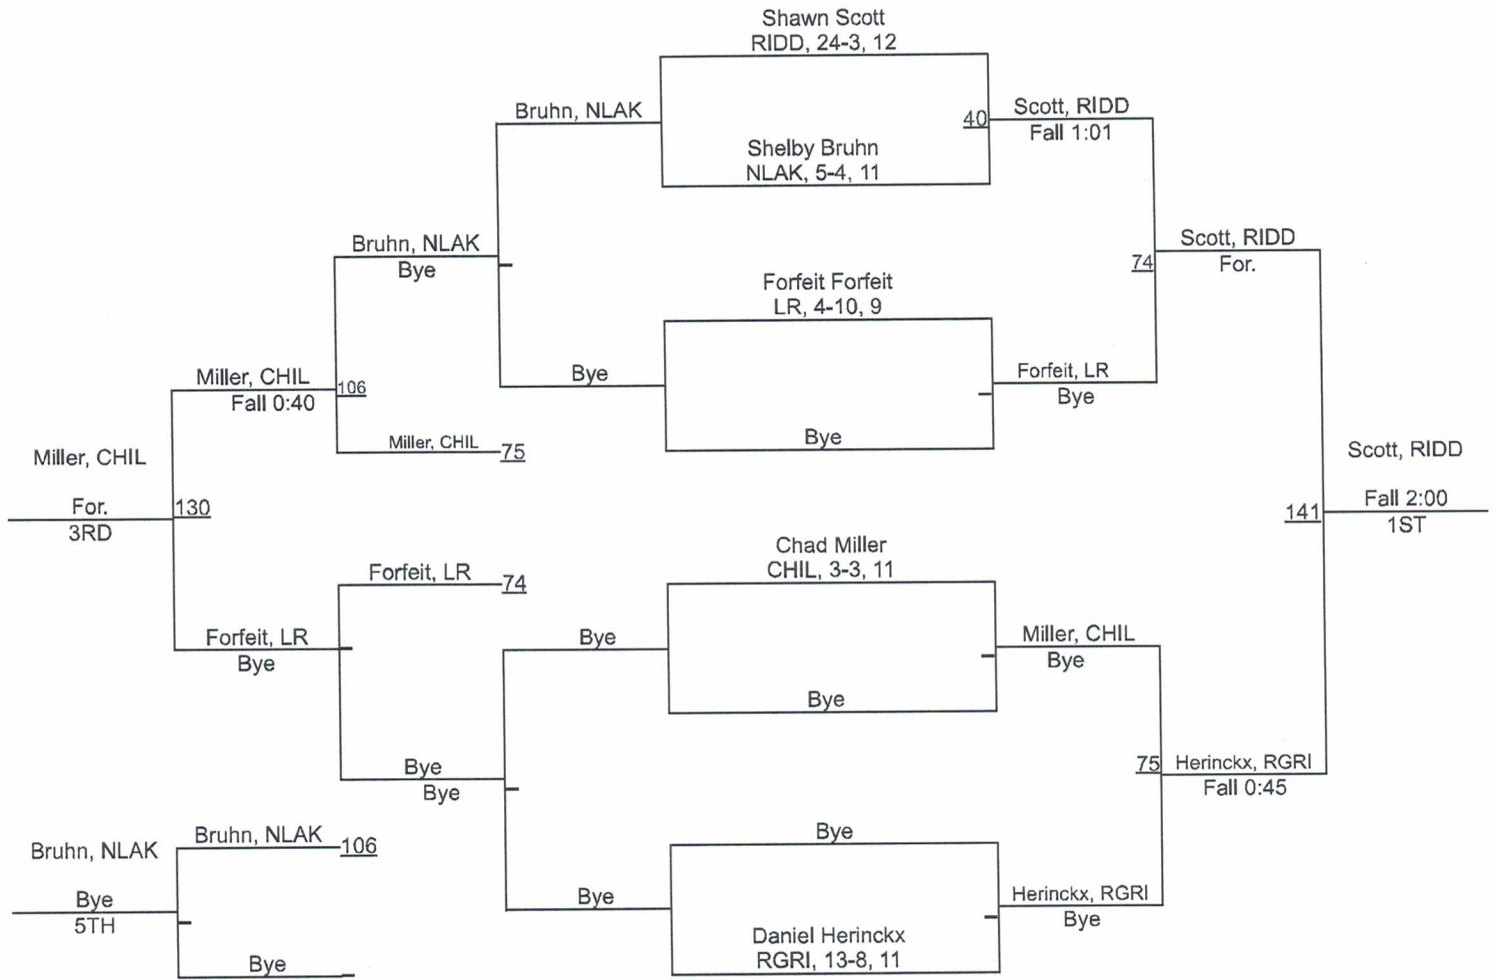 Shawn Scott
RIDD, 24-3, 12
Bruhn, NLAK
40
Scott, RIDD
Fall 1:01
Shelby Bruhn
NLAK, 5-4, 11
Bruhn, NLAK
Bye
Scott, RIDD
For.
74
Forfeit Forfeit
LR, 4-10, 9
Miller, CHIL
Fall 0:40
106
Bye
Forfeit, LR
Bye
Miller, CHIL
75
Bye
Miller, CHIL
For.
3RD
130
Scott, RIDD
Fall 2:00
1ST
141
Chad Miller
CHIL, 3-3, 11
Forfeit, LR
74
Forfeit, LR
Bye
Bye
Miller, CHIL
Bye
Bye
Bye
Bye
75
Herinckx, RGRI
Fall 0:45
Bruhn, NLAK
Bye
5TH
Bruhn, NLAK
106
Bye
Bye
Herinckx, RGRI
Bye
Daniel Herinckx
RGRI, 13-8, 11
Bye